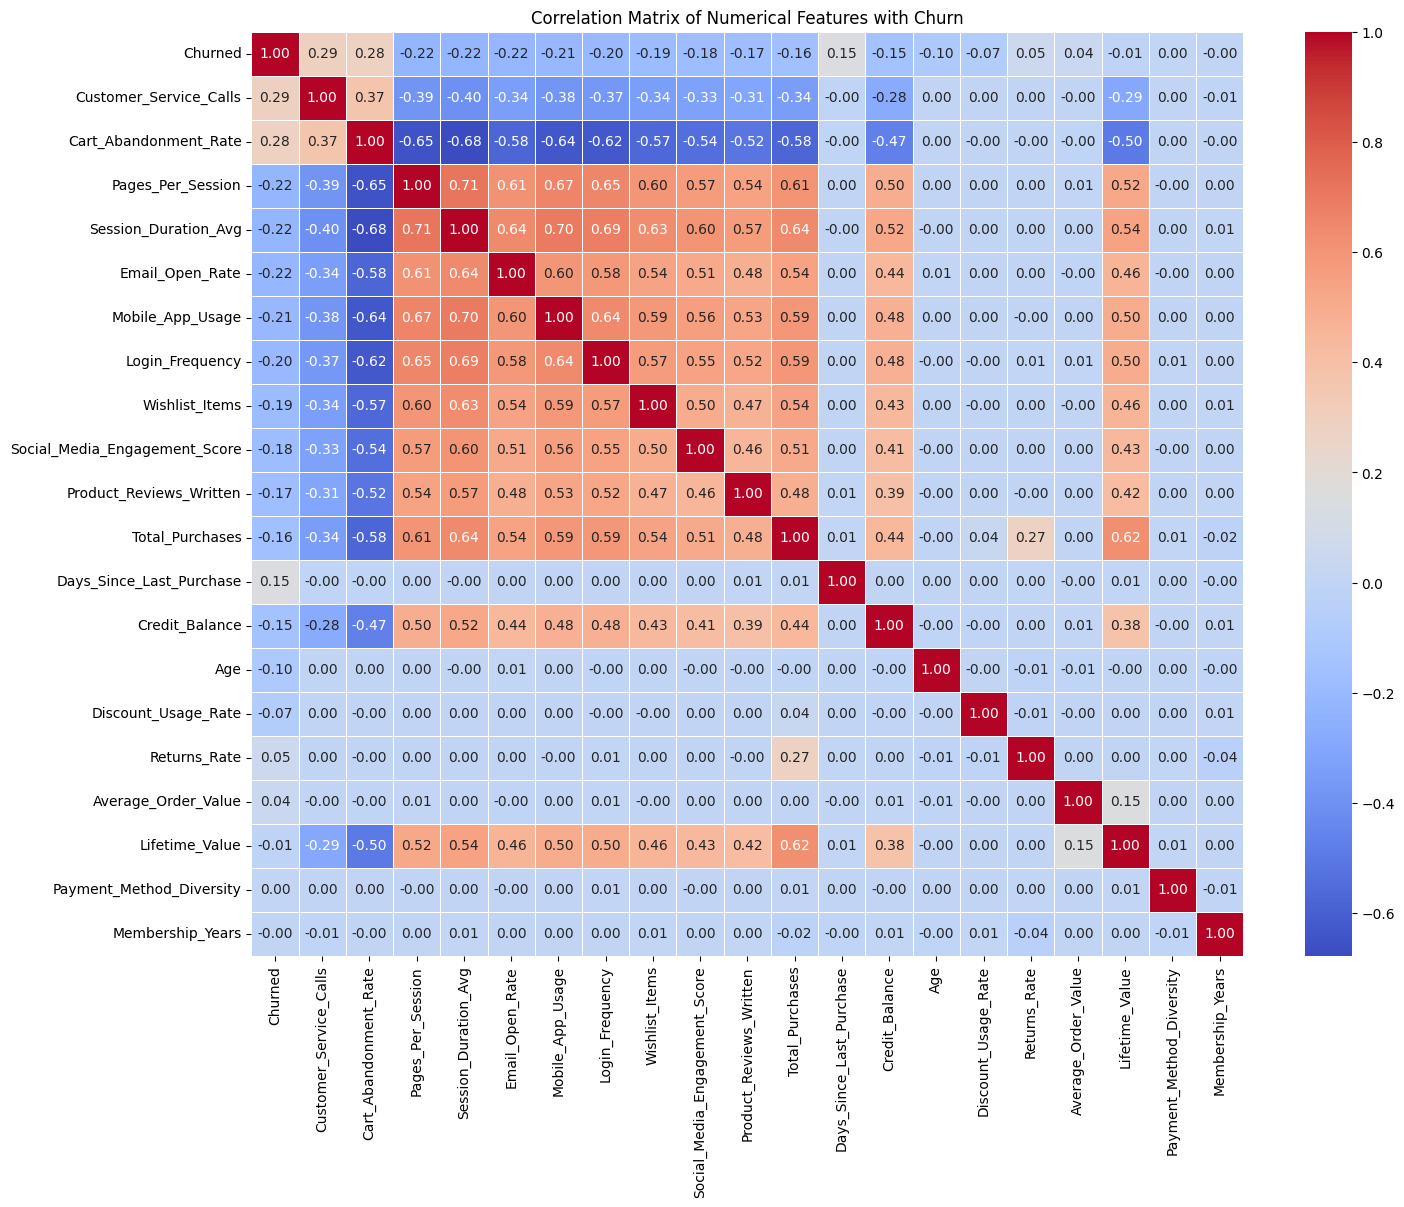 Correlation Matrix of Numerical Features with Churn
Churned 1.00 0.29 0.28 -0.22 -0.22 -0.22 -0.21 -0.20 -0.19 -0.18 -0.17 -0.16 0.15 -0.15 -0.10 -0.07 0.05 0.04 -0.01 0.00 -0.00
Customer_Service_Calls 0.29 1.00 0.37 -0.39 -0.40 -0.34 -0.38 -0.37 -0.34 -0.33 -0.31 -0.34 -0.00 -0.28 0.00 0.00 0.00 -0.00 -0.29 0.00 -0.01
Cart_Abandonment_Rate 0.28 0.37 1.00 -0.65 -0.68 -0.58 -0.64 -0.62 -0.57 -0.54 -0.52 -0.58 -0.00 -0.47 0.00 -0.00 -0.00 -0.00 -0.50 0.00 -0.00
Pages_Per_Session -0.22 -0.39 -0.65 1.00 0.71 0.61 0.67 0.65 0.60 0.57 0.54 0.61 0.00 0.50 0.00 0.00 0.00 0.01 0.52 -0.00 0.00
Session_Duration_Avg -0.22 -0.40 -0.68 0.71 1.00 0.64 0.70 0.69 0.63 0.60 0.57 0.64 -0.00 0.52 -0.00 0.00 0.00 0.00 0.54 0.00 0.01
Email_Open_Rate -0.22 -0.34 -0.58 0.61 0.64 1.00 0.60 0.58 0.54 0.51 0.48 0.54 0.00 0.44 0.01 0.00 0.00 -0.00 0.46 -0.00 0.00
Mobile_App_Usage -0.21 -0.38 -0.64 0.67 0.70 0.60 1.00 0.64 0.59 0.56 0.53 0.59 0.00 0.48 0.00 0.00 -0.00 0.00 0.50 0.00 0.00
Login_Frequency -0.20 -0.37 -0.62 0.65 0.69 0.58 0.64 1.00 0.57 0.55 0.52 0.59 0.00 0.48 -0.00 -0.00 0.01 0.01 0.50 0.01 0.00
Wishlist_Items -0.19 -0.34 -0.57 0.60 0.63 0.54 0.59 0.57 1.00 0.50 0.47 0.54 0.00 0.43 0.00 -0.00 0.00 -0.00 0.46 0.00 0.01
Social_Media_Engagement_Score -0.18 -0.33 -0.54 0.57 0.60 0.51 0.56 0.55 0.50 1.00 0.46 0.51 0.00 0.41 -0.00 0.00 0.00 0.00 0.43 -0.00 0.00
Product_Reviews_Written -0.17 -0.31 -0.52 0.54 0.57 0.48 0.53 0.52 0.47 0.46 1.00 0.48 0.01 0.39 -0.00 0.00 -0.00 0.00 0.42 0.00 0.00
Total_Purchases -0.16 -0.34 -0.58 0.61 0.64 0.54 0.59 0.59 0.54 0.51 0.48 1.00 0.01 0.44 -0.00 0.04 0.27 0.00 0.62 0.01 -0.02
Days_Since_Last_Purchase 0.15 -0.00 -0.00 0.00 -0.00 0.00 0.00 0.00 0.00 0.00 0.01 0.01 1.00 0.00 0.00 0.00 0.00 -0.00 0.01 0.00 -0.00
Credit_Balance -0.15 -0.28 -0.47 0.50 0.52 0.44 0.48 0.48 0.43 0.41 0.39 0.44 0.00 1.00 -0.00 -0.00 0.00 0.01 0.38 -0.00 0.01
Age -0.10 0.00 0.00 0.00 -0.00 0.01 0.00 -0.00 0.00 -0.00 -0.00 -0.00 0.00 -0.00 1.00 -0.00 -0.01 -0.01 -0.00 0.00 -0.00
Discount_Usage_Rate -0.07 0.00 -0.00 0.00 0.00 0.00 0.00 -0.00 -0.00 0.00 0.00 0.04 0.00 -0.00 -0.00 1.00 -0.01 -0.00 0.00 0.00 0.01
Returns_Rate 0.05 0.00 -0.00 0.00 0.00 0.00 -0.00 0.01 0.00 0.00 -0.00 0.27 0.00 0.00 -0.01 -0.01 1.00 0.00 0.00 0.00 -0.04
Average_Order_Value 0.04 -0.00 -0.00 0.01 0.00 -0.00 0.00 0.01 -0.00 0.00 0.00 0.00 -0.00 0.01 -0.01 -0.00 0.00 1.00 0.15 0.00 0.00
Lifetime_Value -0.01 -0.29 -0.50 0.52 0.54 0.46 0.50 0.50 0.46 0.43 0.42 0.62 0.01 0.38 -0.00 0.00 0.00 0.15 1.00 0.01 0.00
Payment_Method_Diversity 0.00 0.00 0.00 -0.00 0.00 -0.00 0.00 0.01 0.00 -0.00 0.00 0.01 0.00 -0.00 0.00 0.00 0.00 0.00 0.01 1.00 -0.01
Membership_Years -0.00 -0.01 -0.00 0.00 0.01 0.00 0.00 0.00 0.01 0.00 0.00 -0.02 -0.00 0.01 -0.00 0.01 -0.04 0.00 0.00 -0.01 1.00
Churned
Customer_Service_Calls
Cart_Abandonment_Rate
Pages_Per_Session
Session_Duration_Avg
Email_Open_Rate
Mobile_App_Usage
Login_Frequency
Wishlist_Items
Social_Media_Engagement_Score
Product_Reviews_Written
Total_Purchases
Days_Since_Last_Purchase
Credit_Balance
Age
Discount_Usage_Rate
Returns_Rate
Average_Order_Value
Lifetime_Value
Payment_Method_Diversity
Membership_Years
1.0
0.8
0.6
0.4
0.2
0.0
−0.2
−0.4
−0.6